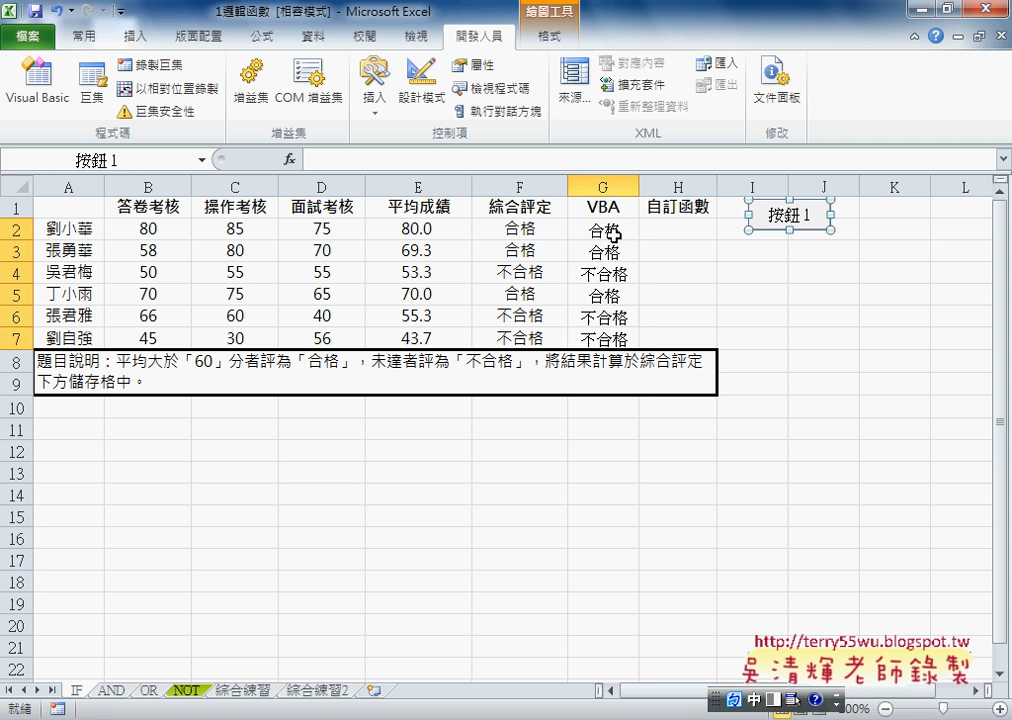 1邏輯函數 [相容模式] - Microsoft Excel
繪圖工具
檔案 常用 插入 版面配置 公式 資料 校閱 檢視 開發人員 格式
Visual Basic 巨集 錄製巨集 以相對位置錄製 巨集安全性 增益集 COM 增益集 插入 設計模式 屬性 檢視程式碼 執行對話方塊 來源... 對應內容 擴充套件 重新整理資料 匯入 匯出 文件面板
程式碼 增益集 控制項 XML 修改
按鈕 1 fx
A B C D E F G H I J K L
1 答卷考核 操作考核 面試考核 平均成績 綜合評定 VBA 自訂函數 按鈕 1
2 劉小華 80 85 75 80.0 合格 合格
3 張勇華 58 80 70 69.3 合格 合格
4 吳君梅 50 55 55 53.3 不合格 不合格
5 丁小雨 70 75 65 70.0 合格 合格
6 張君雅 66 60 40 55.3 不合格 不合格
7 劉自強 45 30 56 43.7 不合格 不合格
8 題目說明：平均大於「60」分者評為「合格」，未達者評為「不合格」，將結果計算於綜合評定
9 下方儲存格中。
10
11
12
13
14
15
16
17
18
19
20
21
22
http://terry55wu.blogspot.tw
吳清輝老師錄製
IF AND OR NOT 綜合練習 綜合練習2
就緒 中 00%